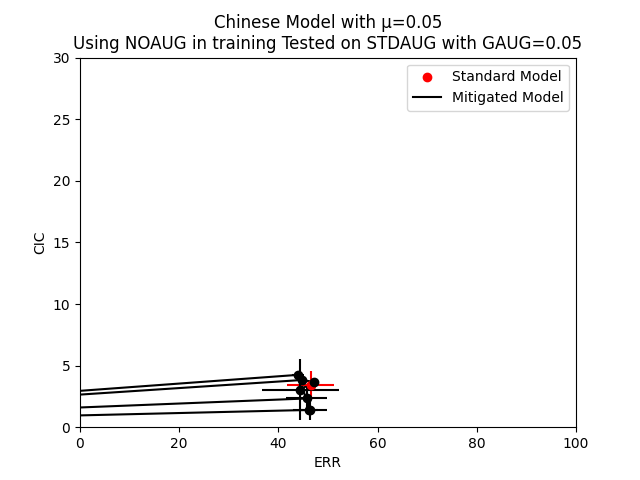 Chinese Model with μ=0.05
Using NOAUG in training Tested on STDAUG with GAUG=0.05
30
25
20
15
10
5
0
CIC
Standard Model
Mitigated Model
0 20 40 60 80 100
ERR